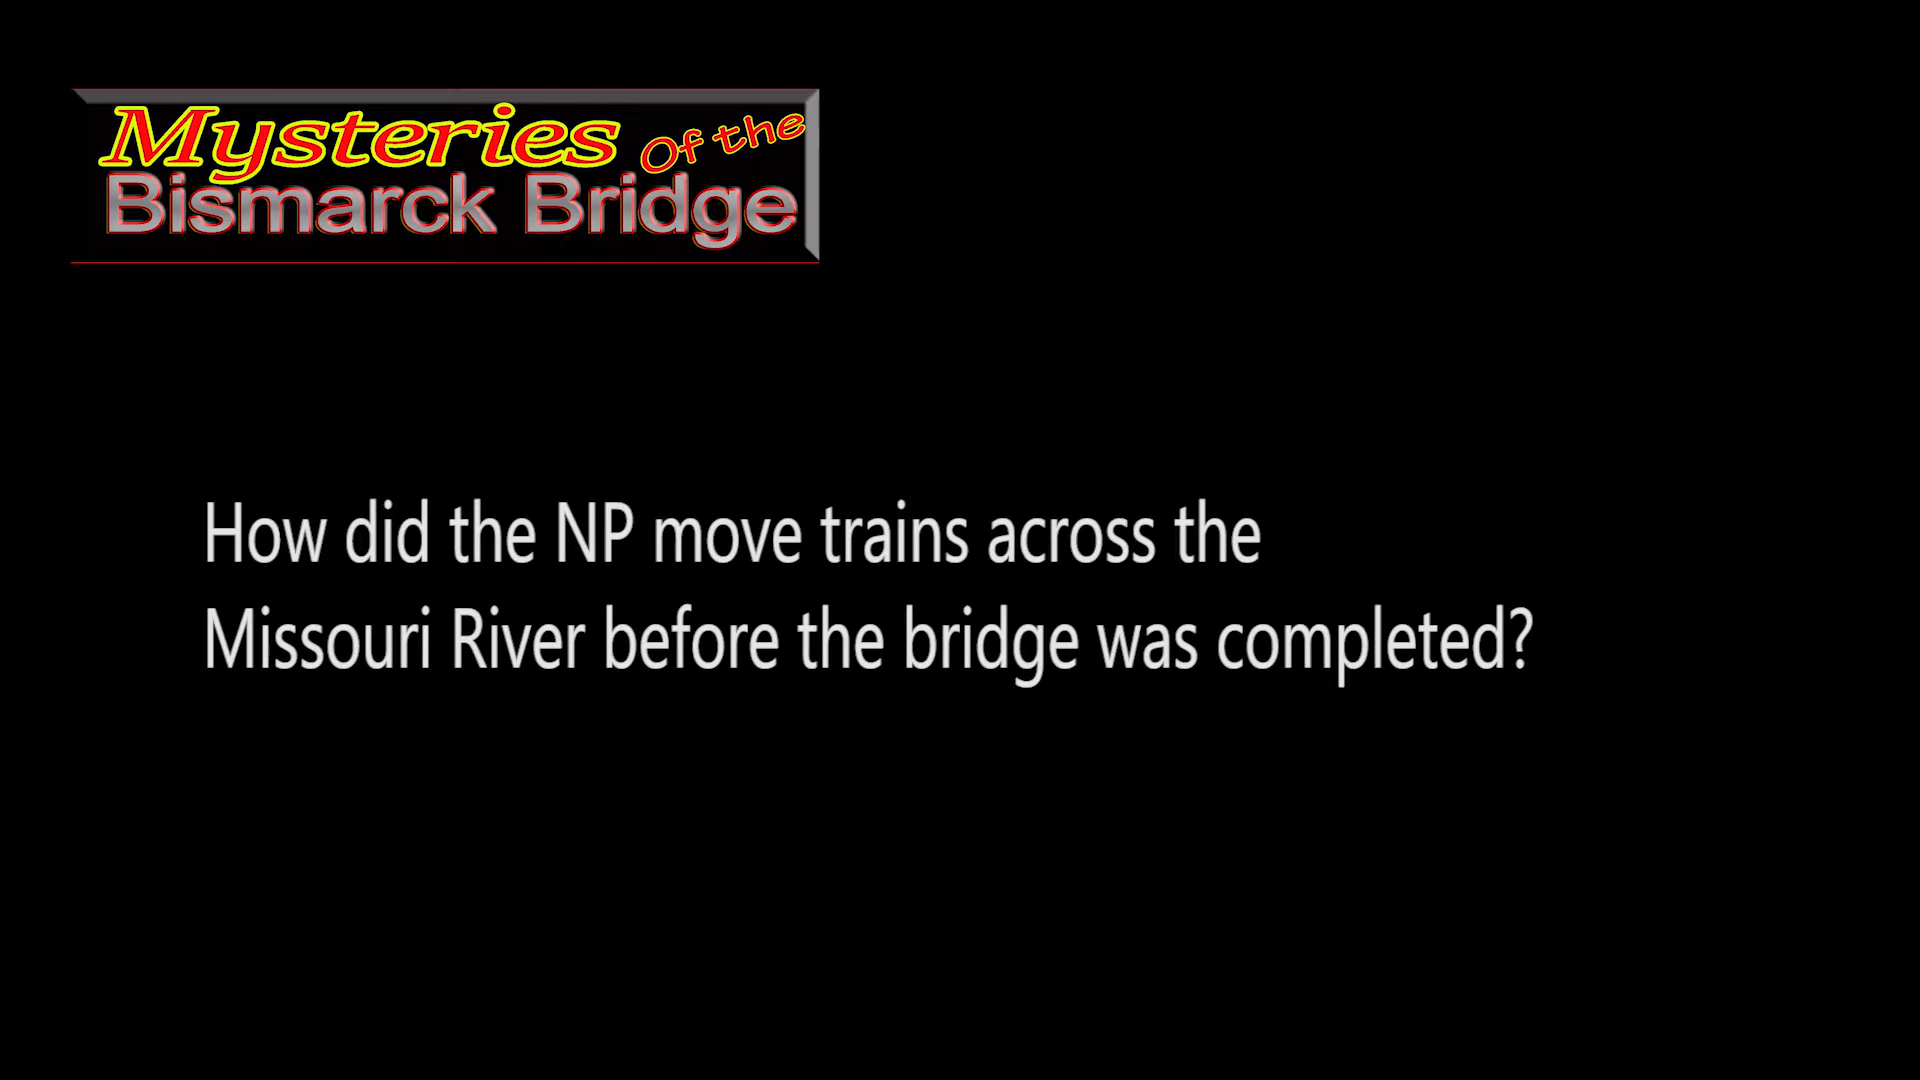 Mysteries Of the
Bismarck Bridge
How did the NP move trains across the
Missouri River before the bridge was completed?